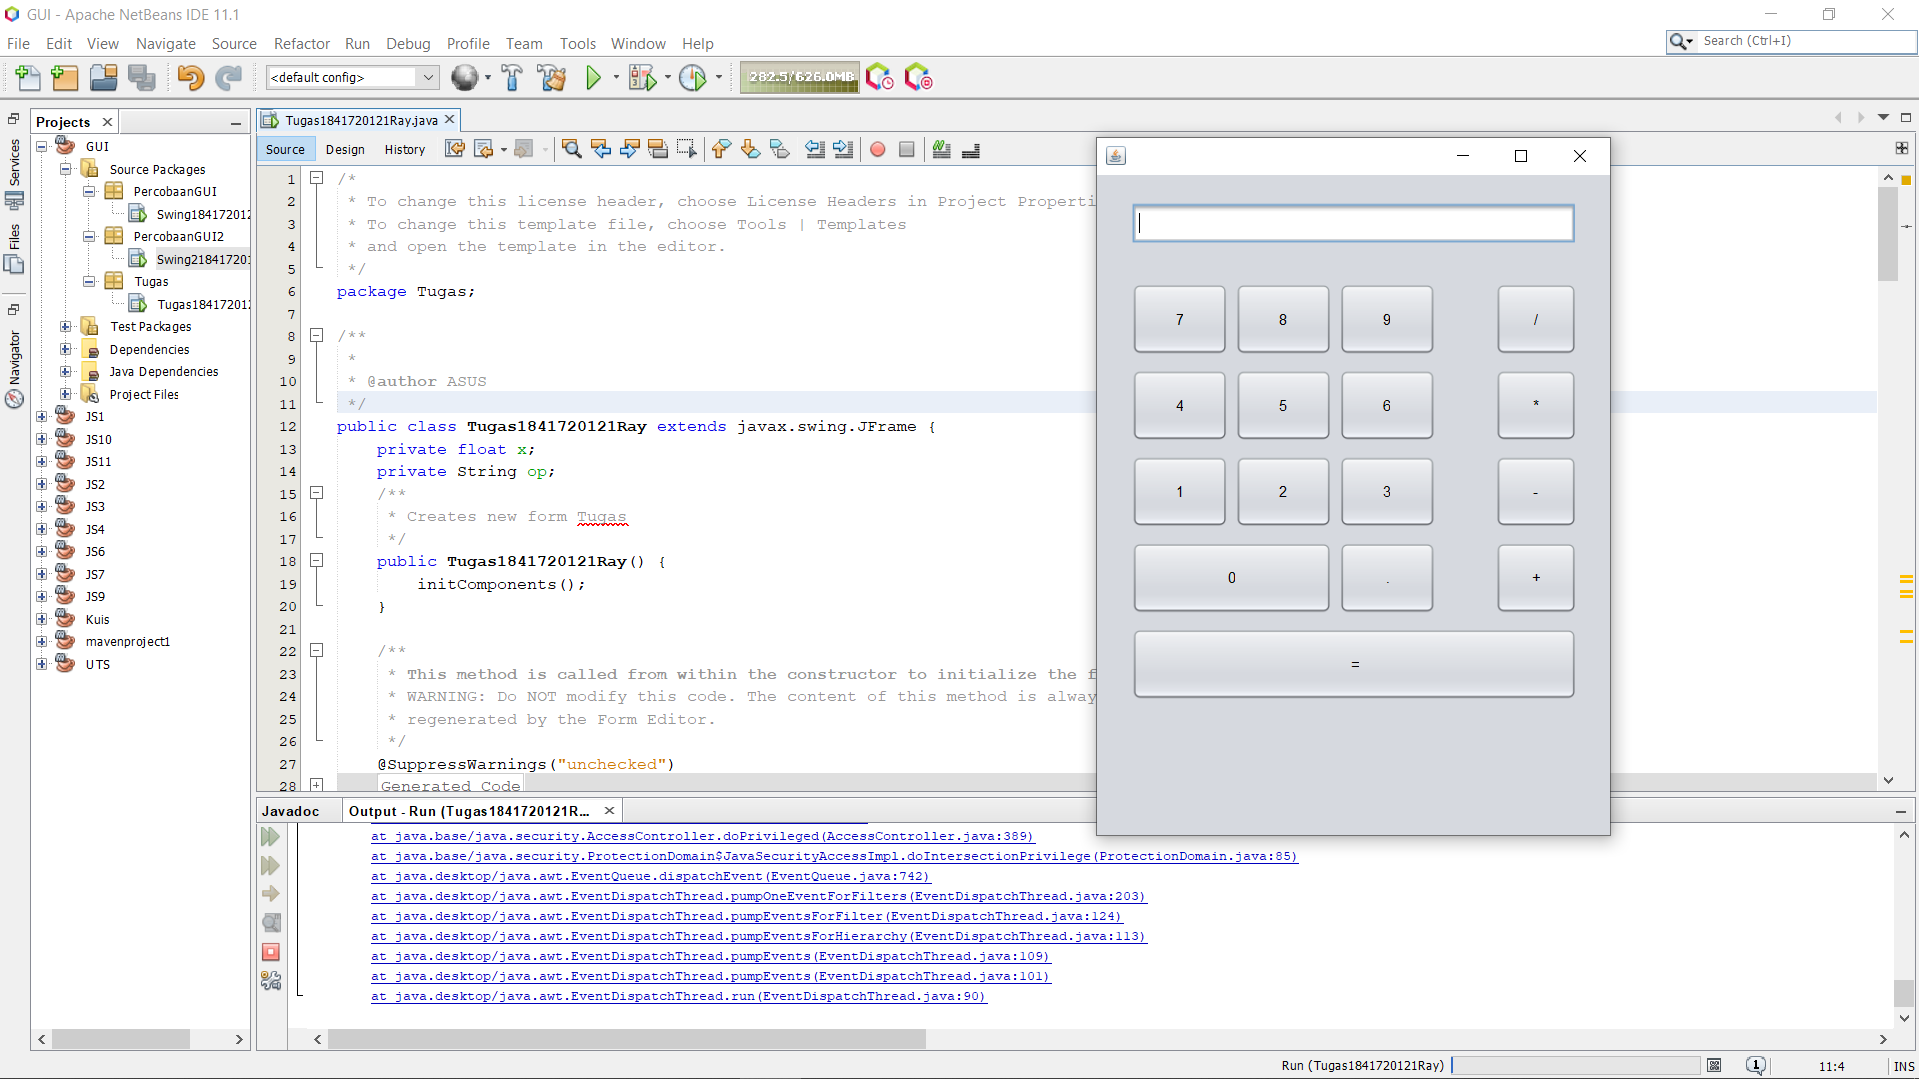 GUI - Apache NetBeans IDE 11.1
File Edit View Navigate Source Refactor Run Debug Profile Team Tools Window Help
Search (Ctrl+I)
<default config>
282.5/626.0MB
Projects
Services
Files
Navigator
GUI
Source Packages
PercobaanGUI
Swing184172012
PercobaanGUI2
Swing218417201
Tugas
Tugas184172012
Test Packages
Dependencies
Java Dependencies
Project Files
JS1
JS10
JS11
JS2
JS3
JS4
JS6
JS7
JS9
Kuis
mavenproject1
UTS
Tugas1841720121Ray.java
Source Design History
1 /*
2 * To change this license header, choose License Headers in Project Properti
3 * To change this template file, choose Tools | Templates
4 * and open the template in the editor.
5 */
6 package Tugas;
7
8 /**
9 *
10 * @author ASUS
11 */
12 public class Tugas1841720121Ray extends javax.swing.JFrame {
13 private float x;
14 private String op;
15 /**
16 * Creates new form Tugas
17 */
18 public Tugas1841720121Ray() {
19 initComponents();
20 }
21
22 /**
23 * This method is called from within the constructor to initialize the f
24 * WARNING: Do NOT modify this code. The content of this method is alway
25 * regenerated by the Form Editor.
26 */
27 @SuppressWarnings("unchecked")
28 Generated Code
7 8 9 /
4 5 6 *
1 2 3 -
0 . +
=
Javadoc
Output - Run (Tugas1841720121R...
at java.base/java.security.AccessController.doPrivileged(AccessController.java:389)
at java.base/java.security.ProtectionDomain$JavaSecurityAccessImpl.doIntersectionPrivilege(ProtectionDomain.java:85)
at java.desktop/java.awt.EventQueue.dispatchEvent(EventQueue.java:742)
at java.desktop/java.awt.EventDispatchThread.pumpOneEventForFilters(EventDispatchThread.java:203)
at java.desktop/java.awt.EventDispatchThread.pumpEventsForFilter(EventDispatchThread.java:124)
at java.desktop/java.awt.EventDispatchThread.pumpEventsForHierarchy(EventDispatchThread.java:113)
at java.desktop/java.awt.EventDispatchThread.pumpEvents(EventDispatchThread.java:109)
at java.desktop/java.awt.EventDispatchThread.pumpEvents(EventDispatchThread.java:101)
at java.desktop/java.awt.EventDispatchThread.run(EventDispatchThread.java:90)
Run (Tugas1841720121Ray)
1
11:4
INS